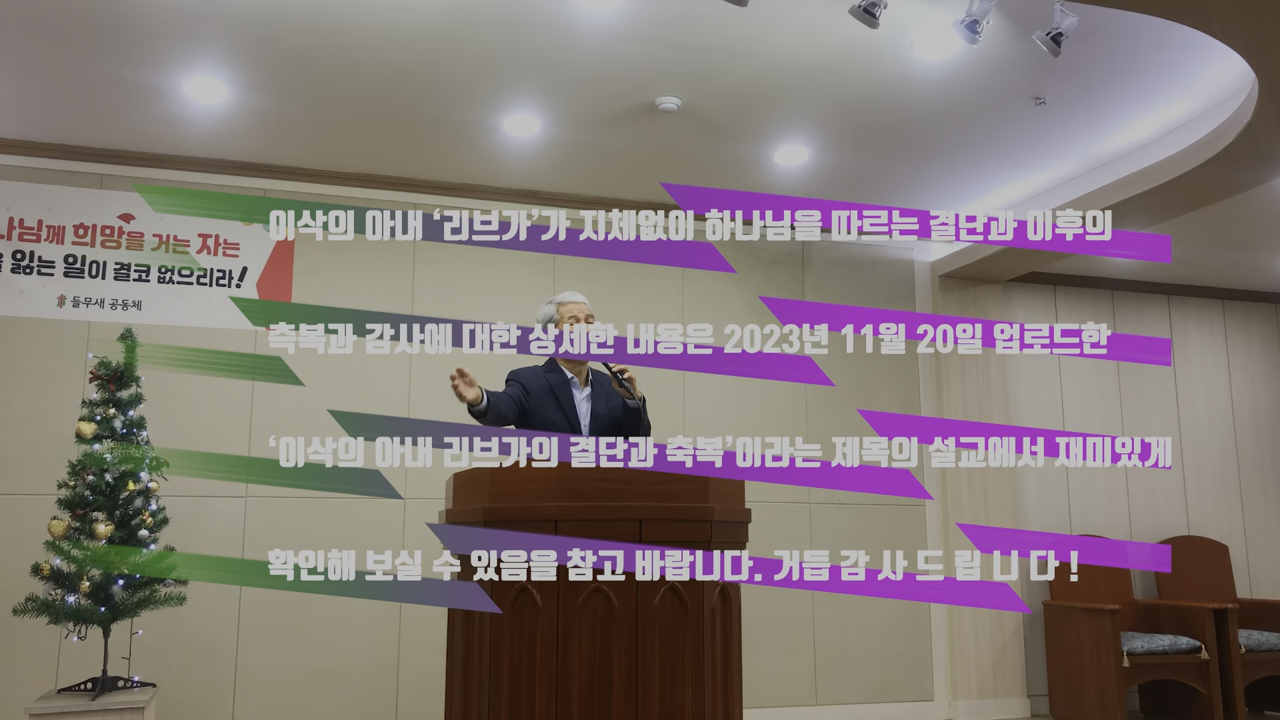 나님께 희망을 거는 자는
잃는 일이 결코 없으리라!
들무새 공동체
이삭의 아내 ‘리브가’가 지체없이 하나님을 따르는 결단과 이후의
축복과 감사에 대한 상세한 내용은 2023년 11월 20일 업로드한
‘이삭의 아내 리브가의 결단과 축복’이라는 제목의 설교에서 재미있게
확인해 보실 수 있음을 참고 바랍니다. 거듭 감 사 드 립 니 다 !